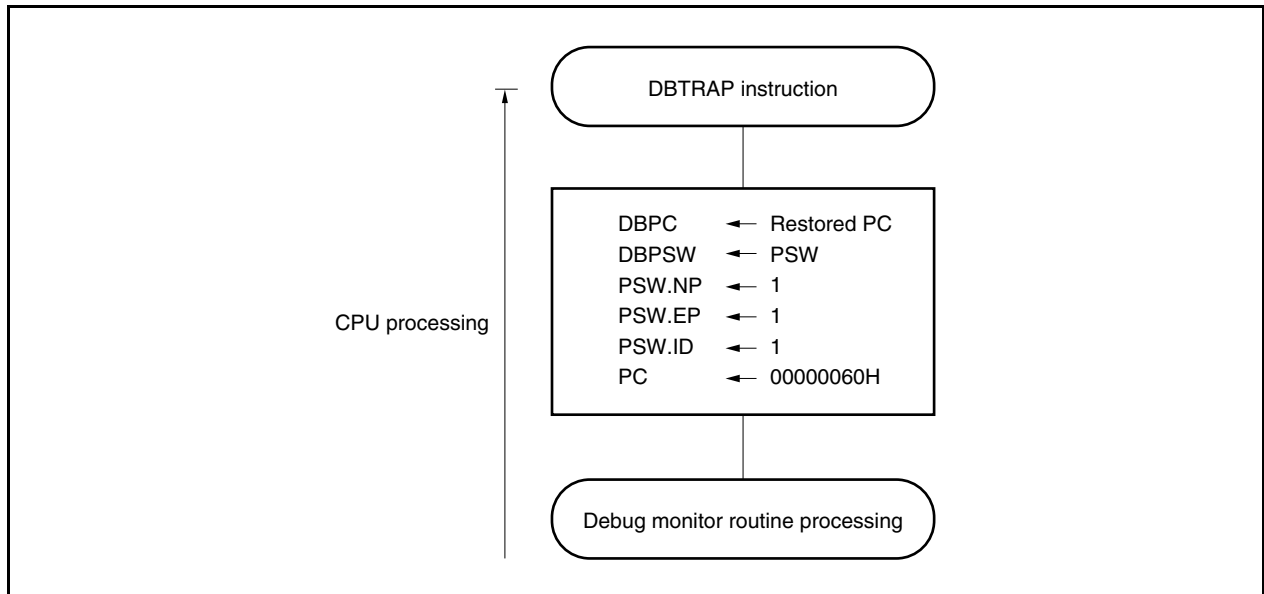 DBTRAP instruction
CPU processing
DBPC ← Restored PC
DBPSW ← PSW
PSW.NP ← 1
PSW.EP ← 1
PSW.ID ← 1
PC ← 00000060H
Debug monitor routine processing